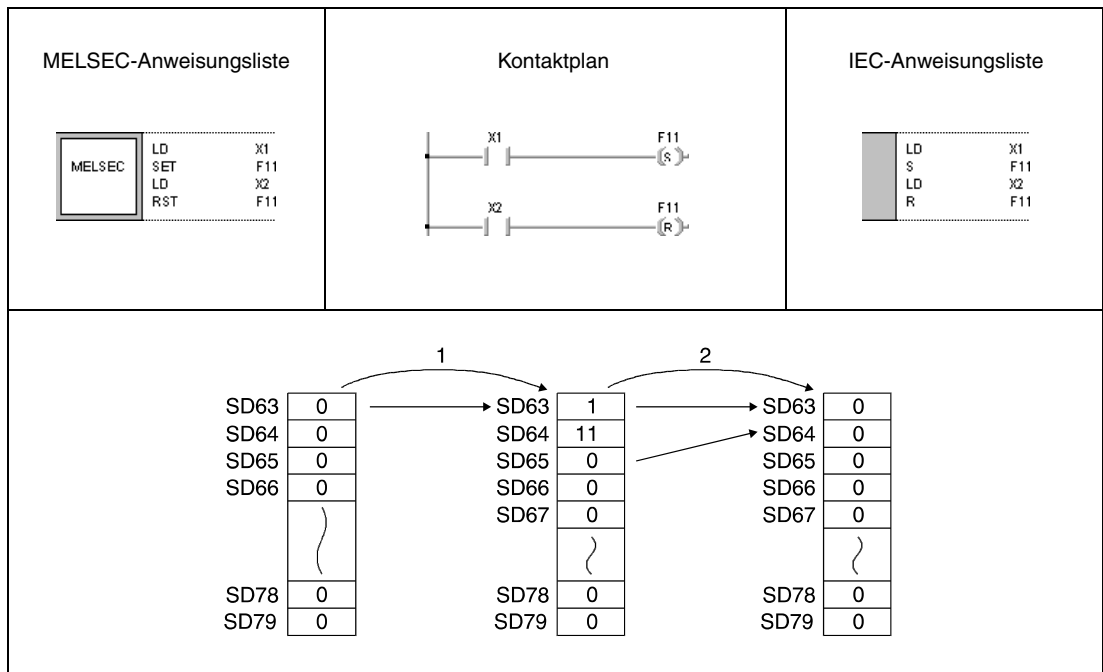 MELSEC-Anweisungsliste
Kontaktplan
IEC-Anweisungsliste
MELSEC
LD X1
SET F11
LD X2
RST F11
X1 F11
S
X2 F11
R
LD X1
S F11
LD X2
R F11
1 2
SD63 0 SD63 1 SD63 0
SD64 0 SD64 11 SD64 0
SD65 0 SD65 0 SD65 0
SD66 0 SD66 0 SD66 0
SD67 0 SD67 0
SD78 0 SD78 0 SD78 0
SD79 0 SD79 0 SD79 0